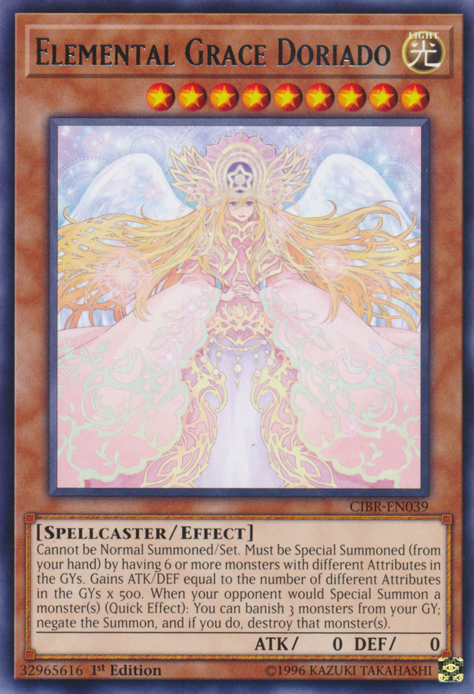 Elemental Grace Doriado
LIGHT
光
CIBR-EN039
[Spellcaster/Effect]
Cannot be Normal Summoned/Set. Must be Special Summoned (from
your hand) by having 6 or more monsters with different Attributes in
the GYs. Gains ATK/DEF equal to the number of different Attributes
in the GYs x 500. When your opponent would Special Summon a
monster(s) (Quick Effect): You can banish 3 monsters from your GY;
negate the Summon, and if you do, destroy that monster(s).
ATK/ 0 DEF/ 0
32965616 1st Edition ©1996 KAZUKI TAKAHASHI